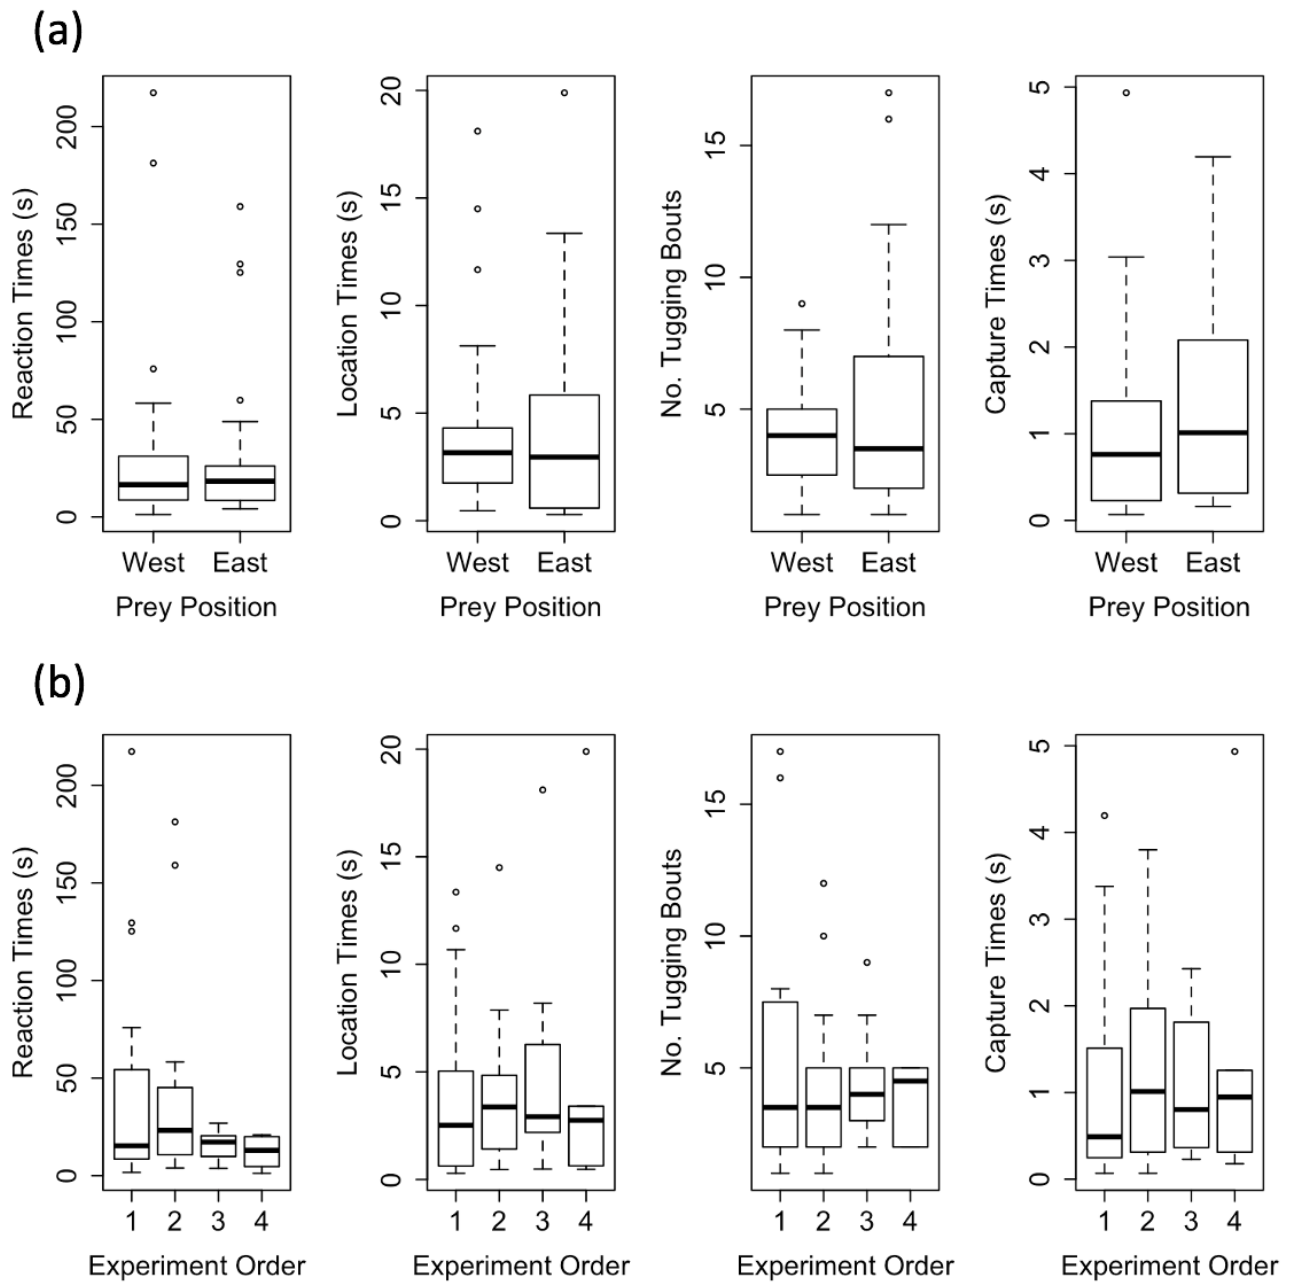 (a)
Reaction Times (s)
0 50 100 150 200
West East
Prey Position
Location Times (s)
0 5 10 15 20
West East
Prey Position
No. Tugging Bouts
5 10 15
West East
Prey Position
Capture Times (s)
0 1 2 3 4 5
West East
Prey Position
(b)
Reaction Times (s)
0 50 100 150 200
1 2 3 4
Experiment Order
Location Times (s)
0 5 10 15 20
1 2 3 4
Experiment Order
No. Tugging Bouts
5 10 15
1 2 3 4
Experiment Order
Capture Times (s)
0 1 2 3 4 5
1 2 3 4
Experiment Order